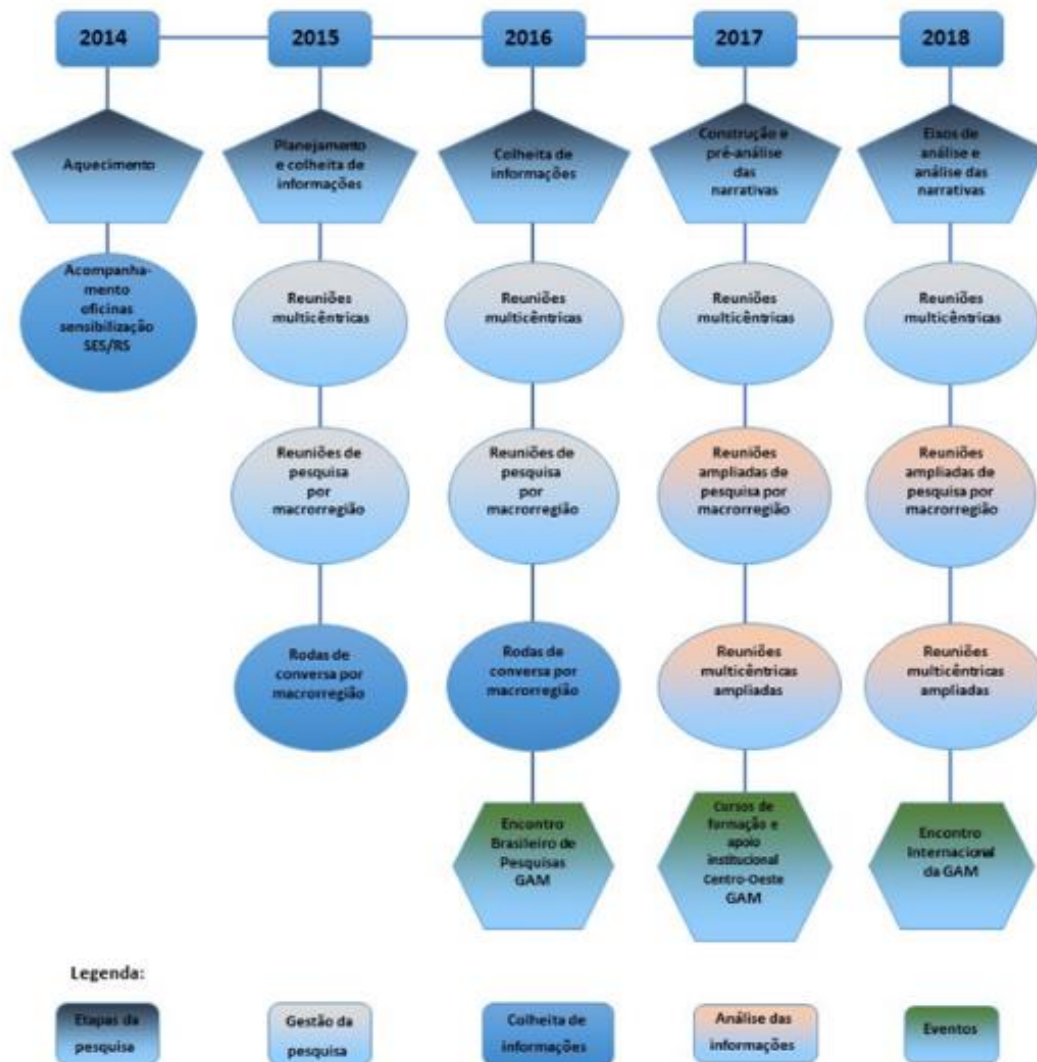 2014
2015
2016
2017
2018
Aquecimento
Planejamento
e colheita de
informações
Colheita de
informações
Construção e
pré-análise
das
narrativas
Eixos de
análise e
análise das
narrativas
Acompanha-
mento
oficinas
sensibilização
SES/RS
Reuniões
multicêntricas
Reuniões
multicêntricas
Reuniões
multicêntricas
Reuniões
multicêntricas
Reuniões de
pesquisa
por
macrorregião
Reuniões de
pesquisa
por
macrorregião
Reuniões
ampliadas de
pesquisa por
macrorregião
Reuniões
ampliadas de
pesquisa por
macrorregião
Rodas de
conversa por
macrorregião
Rodas de
conversa por
macrorregião
Reuniões
multicêntricas
ampliadas
Reuniões
multicêntricas
ampliadas
Encontro
Brasileiro de
Pesquisas
GAM
Cursos de
formação e
apoio
institucional
Centro-Oeste
GAM
Encontro
Internacional
da GAM
Legenda:
Etapas da
pesquisa
Gestão da
pesquisa
Colheita de
informações
Análise das
informações
Eventos